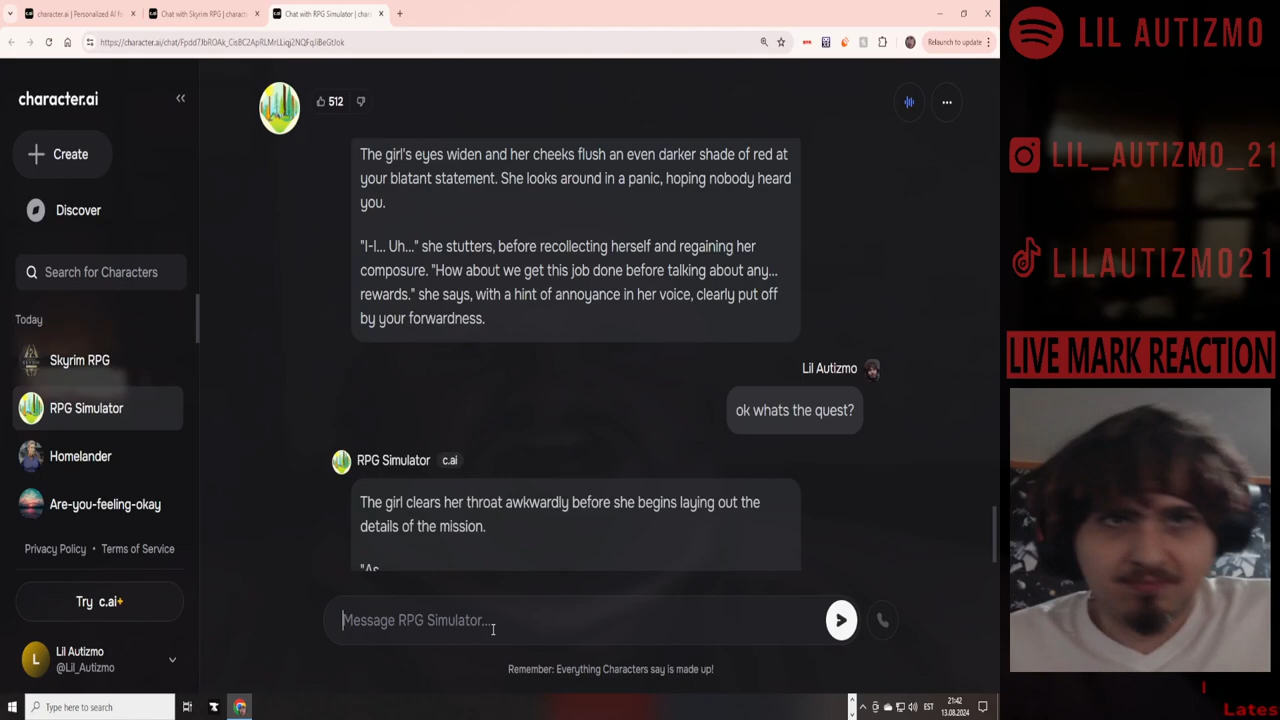 character.ai | Personalized AI fo
Chat with Skyrim RPG | charact
Chat with RPG Simulator | chara
https://character.ai/chat/Fpdd7JbROAk_CisBC2ApRLMrLLiqj2NQFqJiBeGtJok
Relaunch to update
character.ai
Create
Discover
Search for Characters
Today
Skyrim RPG
RPG Simulator
Homelander
Are-you-feeling-okay
Privacy Policy • Terms of Service
Try c.ai+
L
Lil Autizmo
@Lil_Autizmo
512
The girl's eyes widen and her cheeks flush an even darker shade of red at
your blatant statement. She looks around in a panic, hoping nobody heard
you.
"I-I... Uh..." she stutters, before recollecting herself and regaining her
composure. "How about we get this job done before talking about any...
rewards." she says, with a hint of annoyance in her voice, clearly put off
by your forwardness.
Lil Autizmo
ok whats the quest?
RPG Simulator c.ai
The girl clears her throat awkwardly before she begins laying out the
details of the mission.
"As
Message RPG Simulator...
Remember: Everything Characters say is made up!
LIL AUTIZMO
LIL_AUTIZMO_21
LILAUTIZMO21
LIVE MARK REACTION
Lates
Type here to search
EST
21:42
13.08.2024